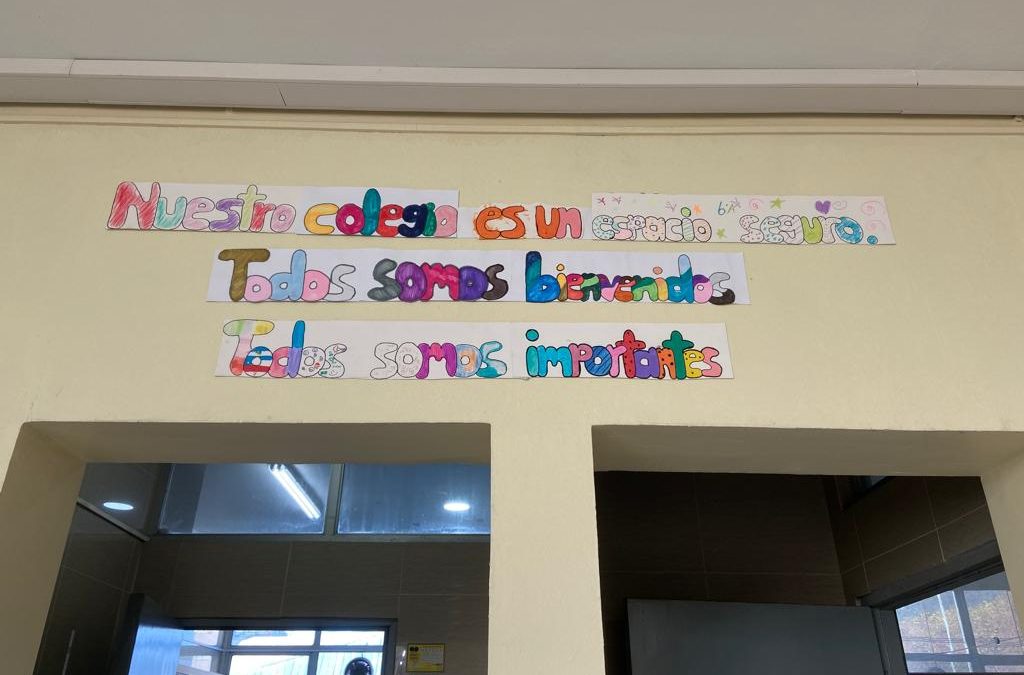 Nuestro colegio es un espacio seguro.
Todos somos bienvenidos
Todos somos importantes